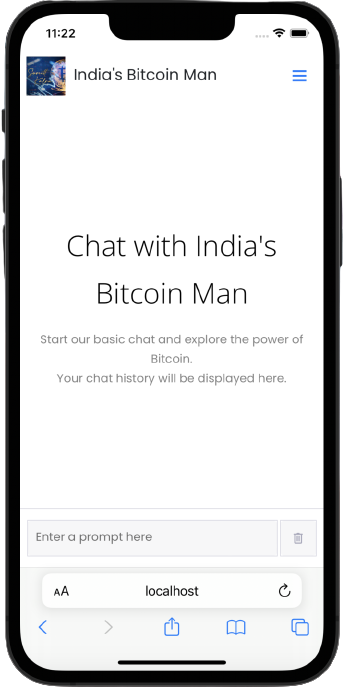 11:22
India's Bitcoin Man
Chat with India's
Bitcoin Man
Start our basic chat and explore the power of
Bitcoin.
Your chat history will be displayed here.
Enter a prompt here
AA
localhost